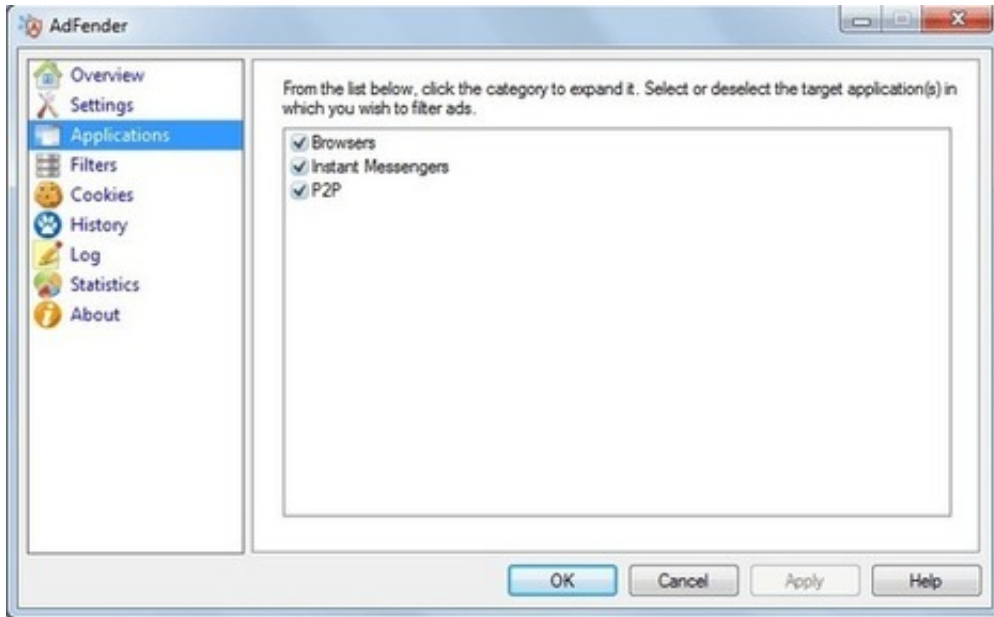 AdFender
Overview
Settings
Applications
Filters
Cookies
History
Log
Statistics
About
From the list below, click the category to expand it. Select or deselect the target application(s) in
which you wish to filter ads.
Browsers
Instant Messengers
P2P
OK
Cancel
Apply
Help